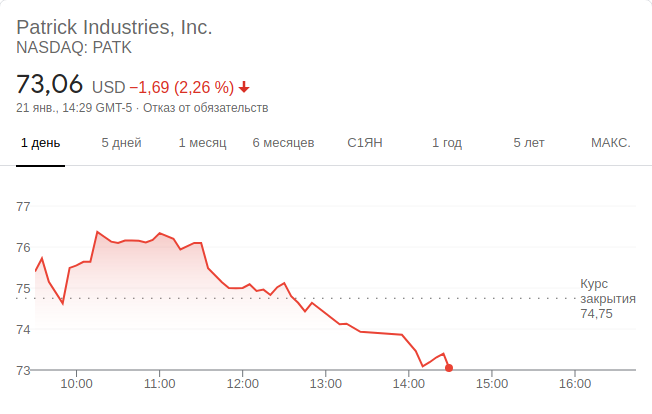 Patrick Industries, Inc.
NASDAQ: PATK
73,06 USD −1,69 (2,26 %)
21 янв., 14:29 GMT-5 · Отказ от обязательств
1 день 5 дней 1 месяц 6 месяцев С1ЯН 1 год 5 лет МАКС.
77
76
75
74
73
Курс
закрытия
74,75
10:00 11:00 12:00 13:00 14:00 15:00 16:00